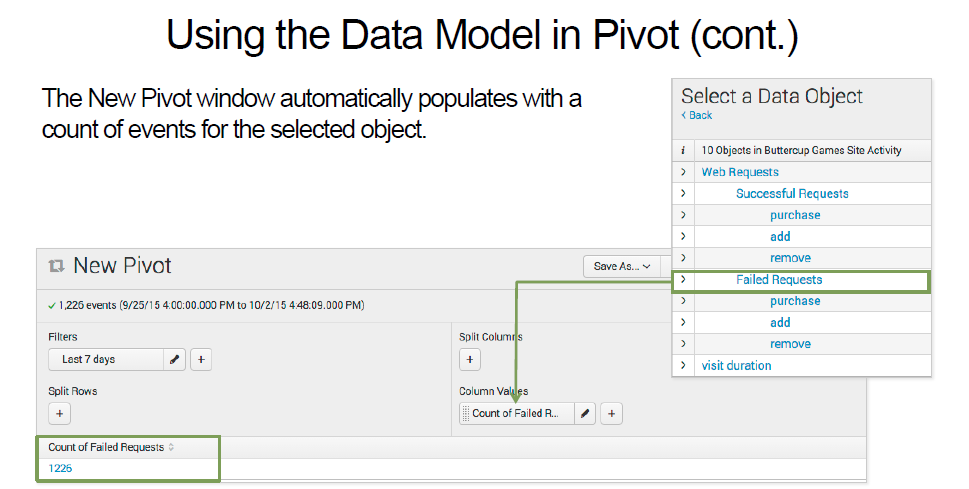 Using the Data Model in Pivot (cont.)
The New Pivot window automatically populates with a
count of events for the selected object.
Select a Data Object
Back
i 10 Objects in Buttercup Games Site Activity
Web Requests
Successful Requests
purchase
add
remove
Failed Requests
purchase
add
remove
visit duration
New Pivot
Save As...
1,226 events (9/25/15 4:00:00.000 PM to 10/2/15 4:48:09.000 PM)
Filters
Last 7 days
+
Split Columns
+
Split Rows
+
Column Values
Count of Failed R...
+
Count of Failed Requests
1226